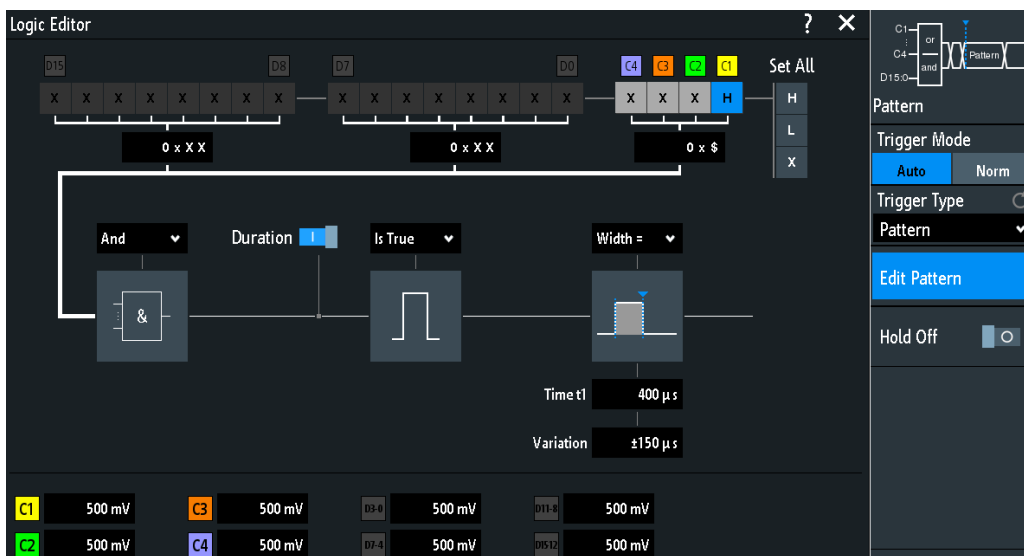 Logic Editor ? ✕
D15 D8 D7 D0 C4 C3 C2 C1 Set All
X X X X X X X X X X X X X X X X X X X H H
L
0 x X X 0 x X X 0 x $
X
And Duration I Is True Width =
&
Time t1 400 µs
Variation ±150 µs
C1 500 mV C3 500 mV D3-0 500 mV D11-8 500 mV
C2 500 mV C4 500 mV D7-4 500 mV D1512 500 mV
C1
or
C4 Pattern
and
D15:0
Pattern
Trigger Mode
Auto Norm
Trigger Type
Pattern
Edit Pattern
Hold Off O